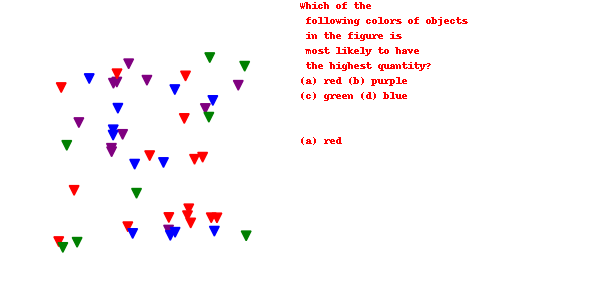 Which of the
following colors of objects
in the figure is
most likely to have
the highest quantity?
(a) red (b) purple
(c) green (d) blue
(a) red